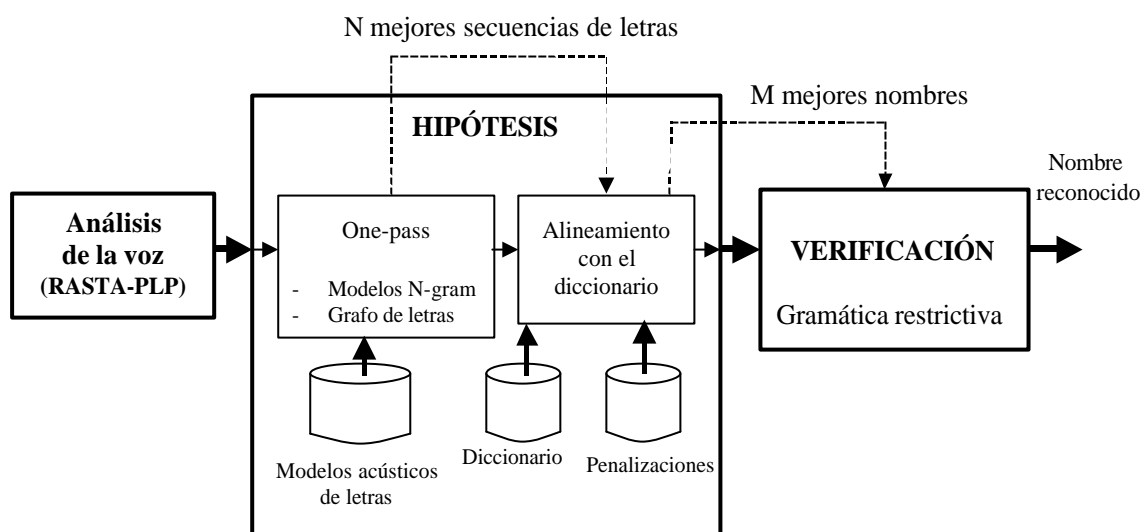 N mejores secuencias de letras
M mejores nombres
HIPÓTESIS
Nombre
reconocido
Análisis
de la voz
(RASTA-PLP)
One-pass
- Modelos N-gram
- Grafo de letras
Alineamiento
con el
diccionario
VERIFICACIÓN
Gramática restrictiva
Modelos acústicos
de letras
Diccionario
Penalizaciones